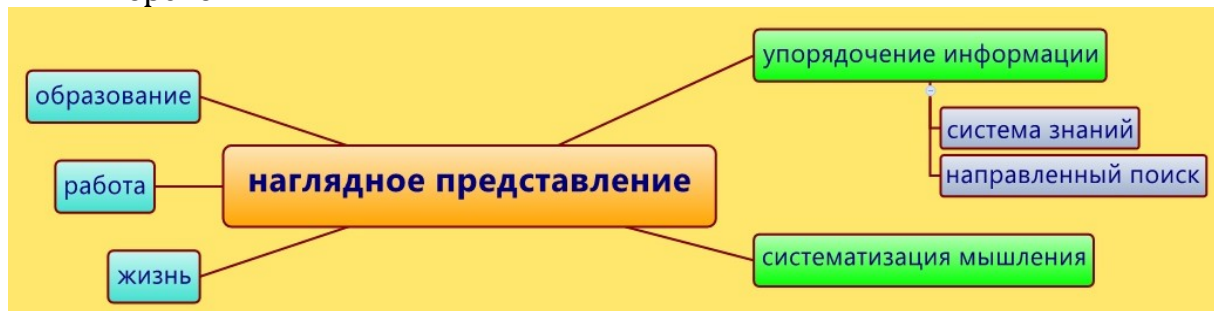 образование
работа
жизнь
наглядное представление
упорядочение информации
система знаний
направленный поиск
систематизация мышления